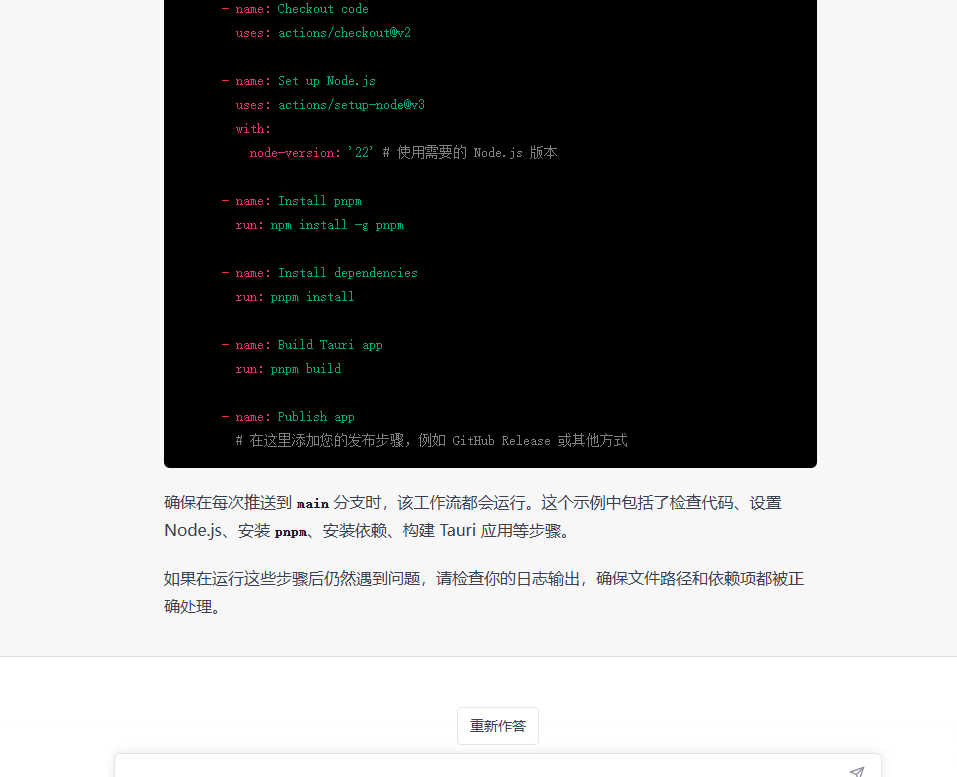 - name: Checkout code
uses: actions/checkout@v2
- name: Set up Node.js
uses: actions/setup-node@v3
with:
node-version: '22' # 使用需要的 Node.js 版本
- name: Install pnpm
run: npm install -g pnpm
- name: Install dependencies
run: pnpm install
- name: Build Tauri app
run: pnpm build
- name: Publish app
# 在这里添加您的发布步骤，例如 GitHub Release 或其他方式
确保在每次推送到 main 分支时，该工作流都会运行。这个示例中包括了检查代码、设置
Node.js、安装 pnpm、安装依赖、构建 Tauri 应用等步骤。
如果在运行这些步骤后仍然遇到问题，请检查你的日志输出，确保文件路径和依赖项都被正
确处理。
重新作答